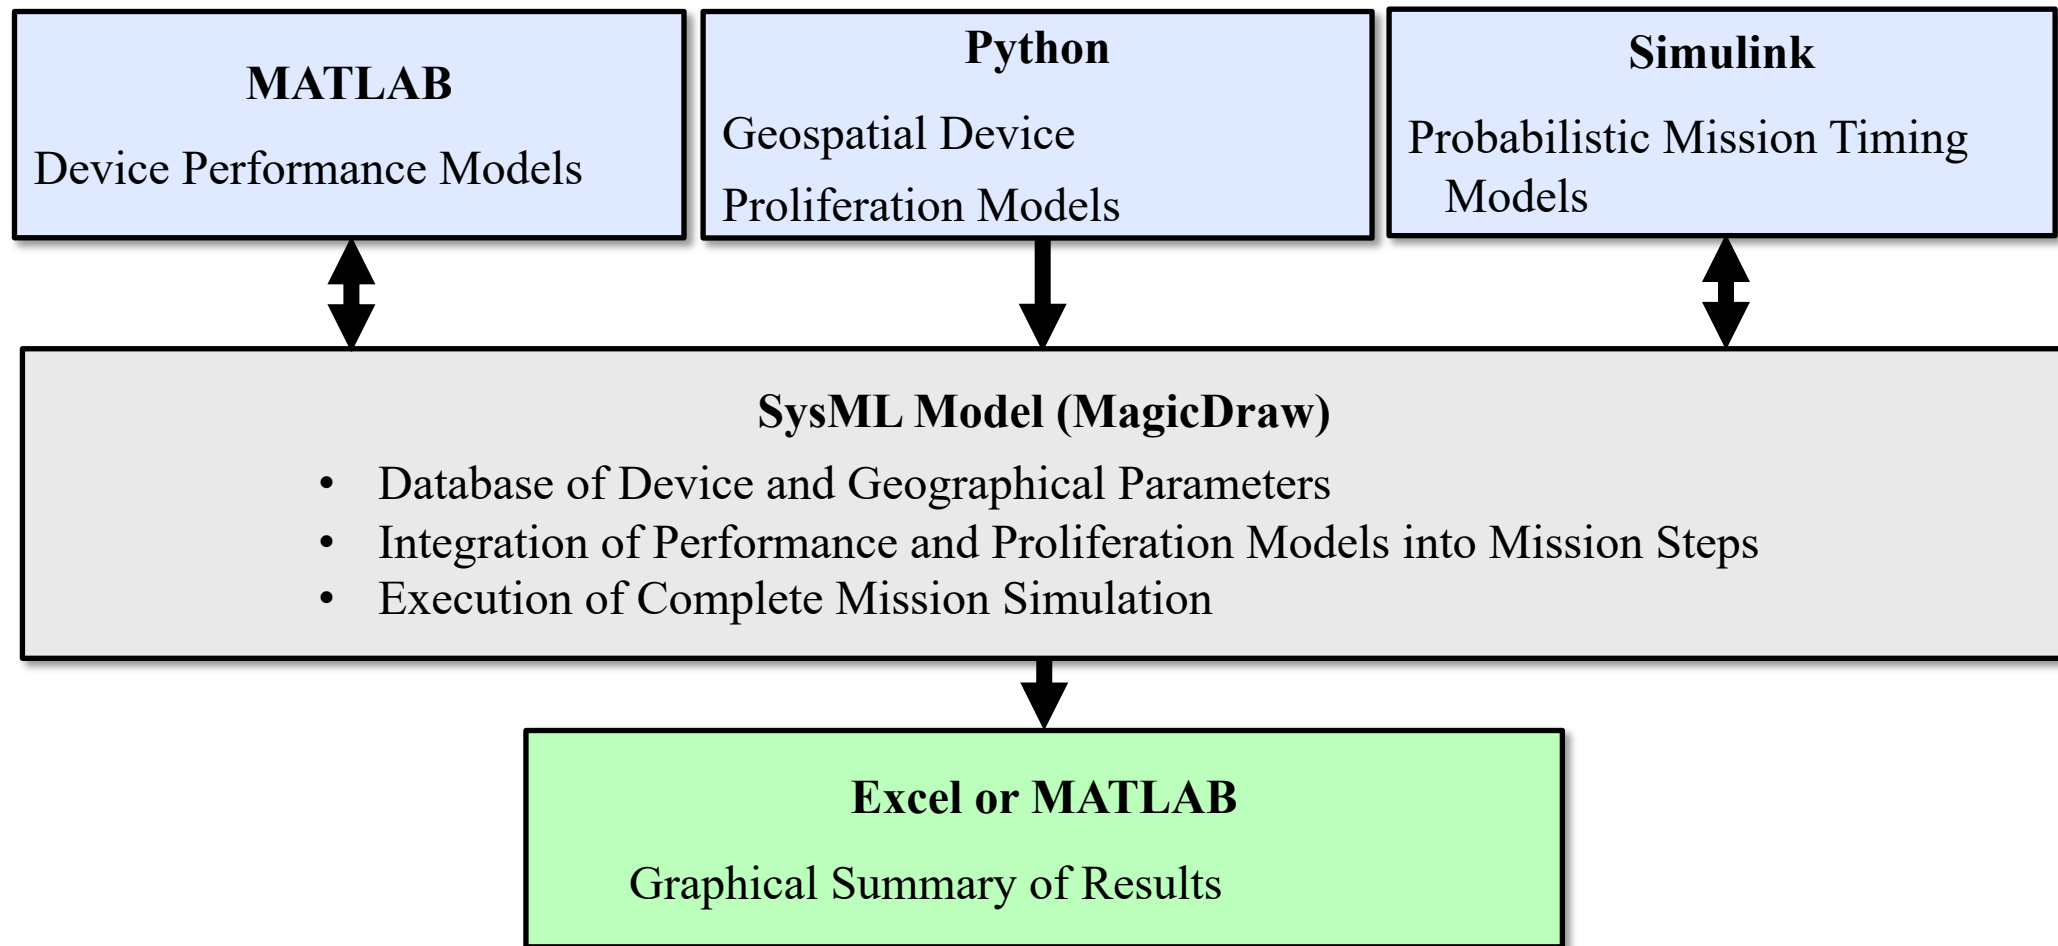 MATLAB
Device Performance Models
Python
Geospatial Device
Proliferation Models
Simulink
Probabilistic Mission Timing
Models
SysML Model (MagicDraw)
• Database of Device and Geographical Parameters
• Integration of Performance and Proliferation Models into Mission Steps
• Execution of Complete Mission Simulation
Excel or MATLAB
Graphical Summary of Results